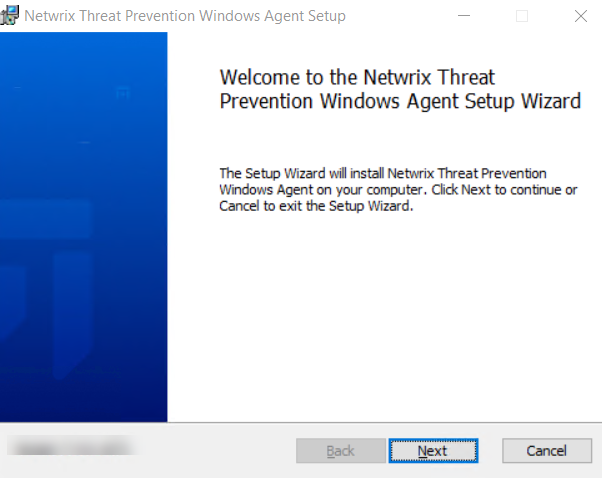 Netwrix Threat Prevention Windows Agent Setup
Welcome to the Netwrix Threat
Prevention Windows Agent Setup Wizard
The Setup Wizard will install Netwrix Threat Prevention
Windows Agent on your computer. Click Next to continue or
Cancel to exit the Setup Wizard.
Back
Next
Cancel